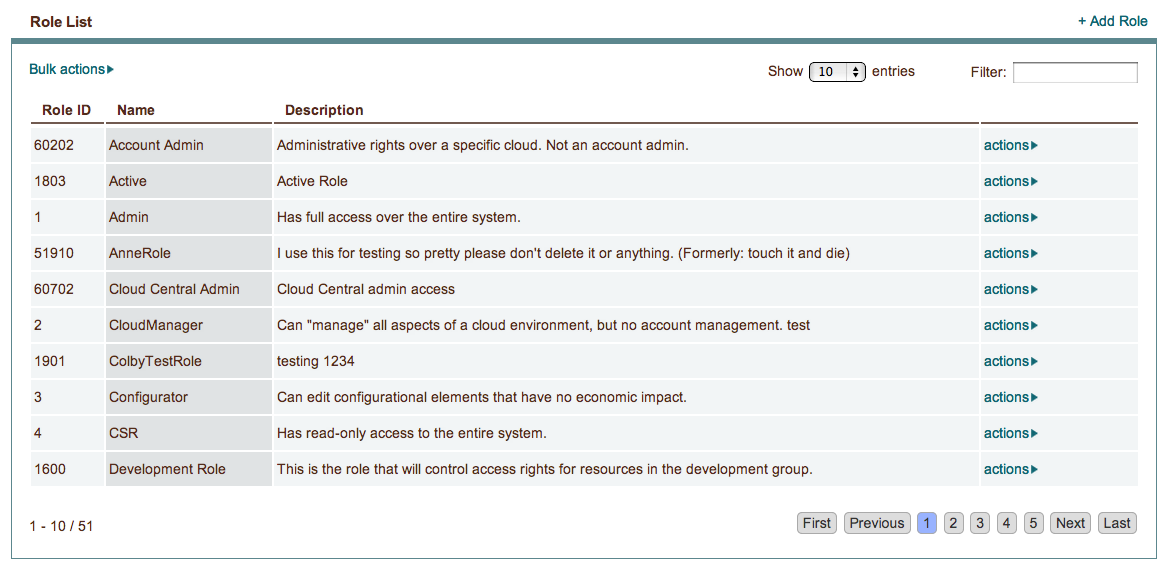 Role List + Add Role
Bulk actions Show 10 entries Filter:
Role ID Name Description
60202 Account Admin Administrative rights over a specific cloud. Not an account admin. actions
1803 Active Active Role actions
1 Admin Has full access over the entire system. actions
51910 AnneRole I use this for testing so pretty please don't delete it or anything. (Formerly: touch it and die) actions
60702 Cloud Central Admin Cloud Central admin access actions
2 CloudManager Can "manage" all aspects of a cloud environment, but no account management. test actions
1901 ColbyTestRole testing 1234 actions
3 Configurator Can edit configurational elements that have no economic impact. actions
4 CSR Has read-only access to the entire system. actions
1600 Development Role This is the role that will control access rights for resources in the development group. actions
1 - 10 / 51 First Previous 1 2 3 4 5 Next Last